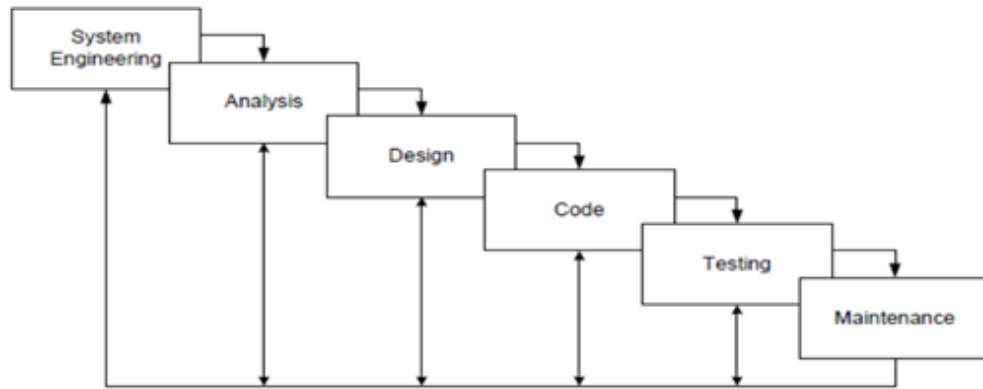 System
Engineering
Analysis
Design
Code
Testing
Maintenance